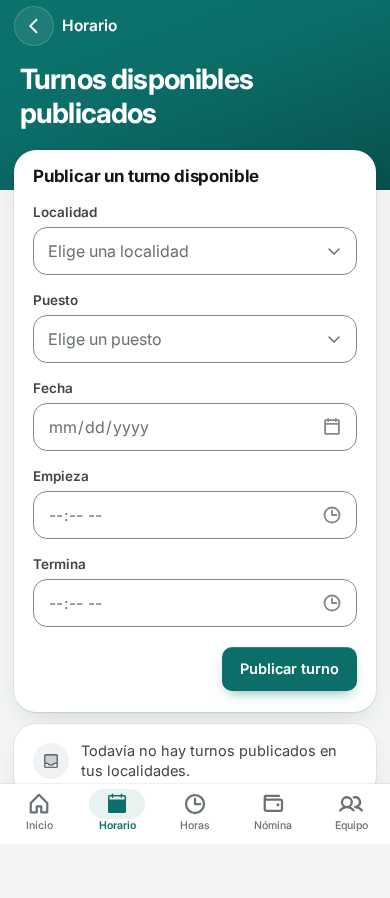 Horario
Turnos disponibles
publicados
Publicar un turno disponible
Localidad
Elige una localidad
Puesto
Elige un puesto
Fecha
mm/dd/yyyy
Empieza
--:-- --
Termina
--:-- --
Publicar turno
Todavía no hay turnos publicados en
tus localidades.
Inicio
Horario
Horas
Nómina
Equipo